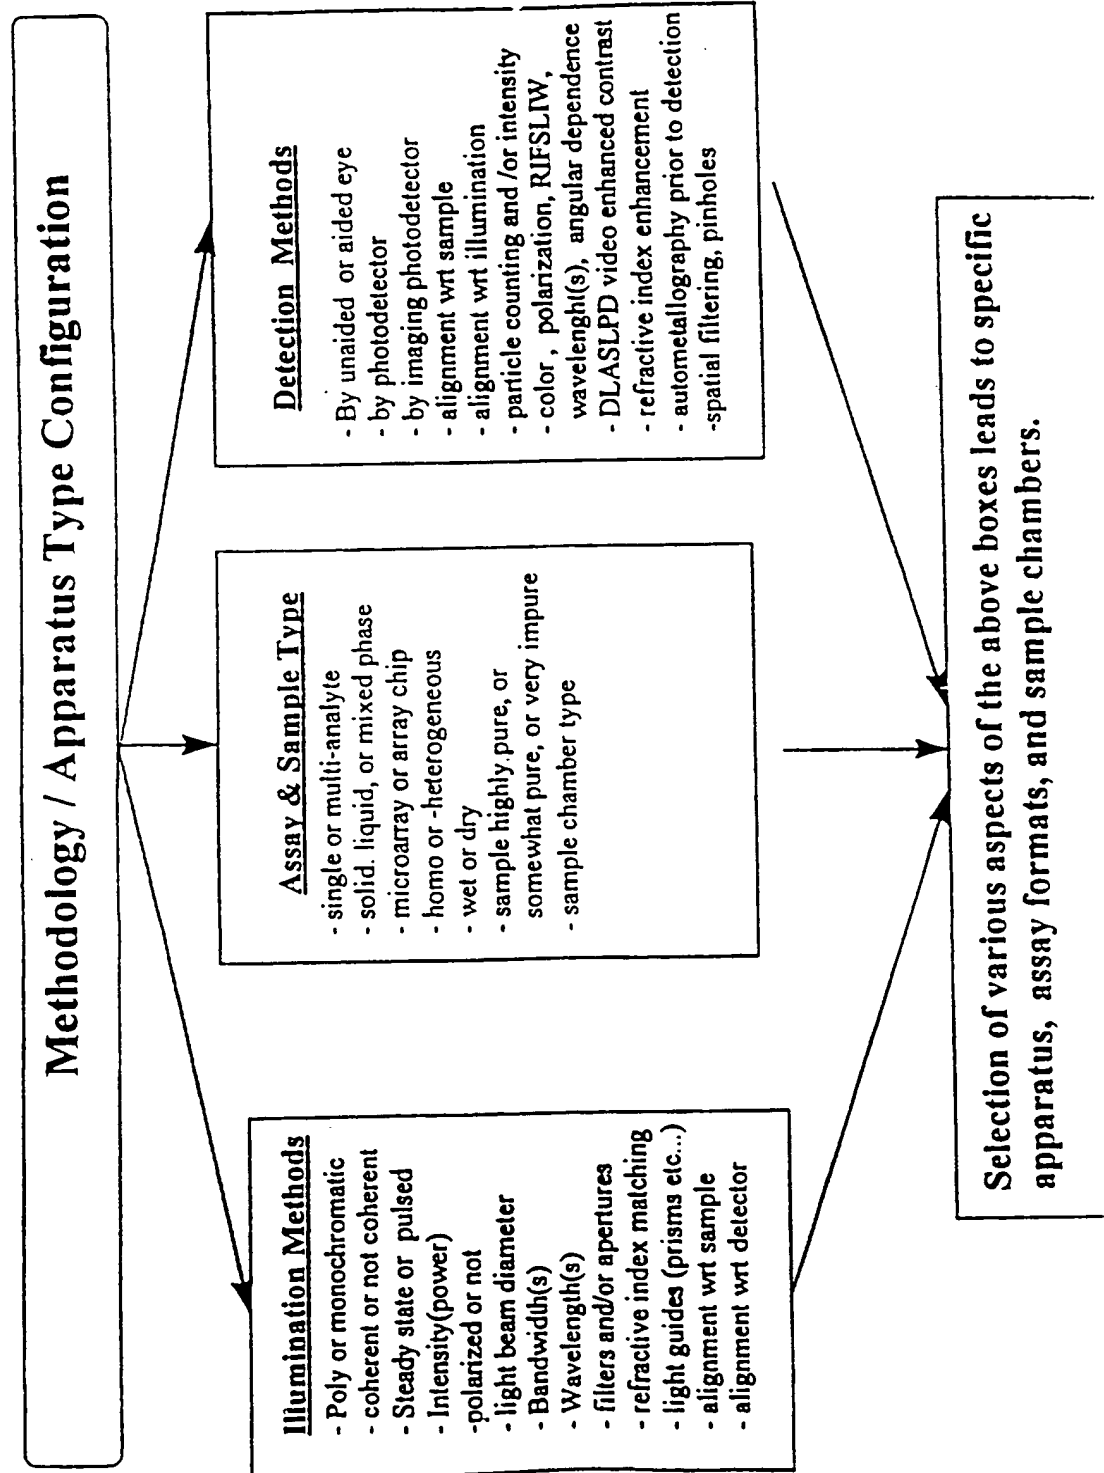 Methodology / Apparatus Type Configuration
Illumination Methods
- Poly or monochromatic
- coherent or not coherent
- Steady state or pulsed
- Intensity(power)
-polarized or not
- light beam diameter
- Bandwidth(s)
- Wavelength(s)
- filters and/or apertures
- refractive index matching
- light guides (prisms etc...)
- alignment wrt sample
- alignment wrt detector
Assay & Sample Type
- single or multi-analyte
- solid. liquid, or mixed phase
- microarray or array chip
- homo or -heterogeneous
- wet or dry
- sample highly.pure, or
somewhat pure, or very impure
- sample chamber type
Detection Methods
- By unaided or aided eye
- by photodetector
- by imaging photodetector
- alignment wrt sample
- alignment wrt illumination
- particle counting and /or intensity
- color, polarization, RIFSLIW,
wavelenght(s), angular dependence
- DLASLPD video enhanced contrast
- refractive index enhancement
- autometallography prior to detection
-spatial filtering, pinholes
Selection of various aspects of the above boxes leads to specific
apparatus, assay formats, and sample chambers.